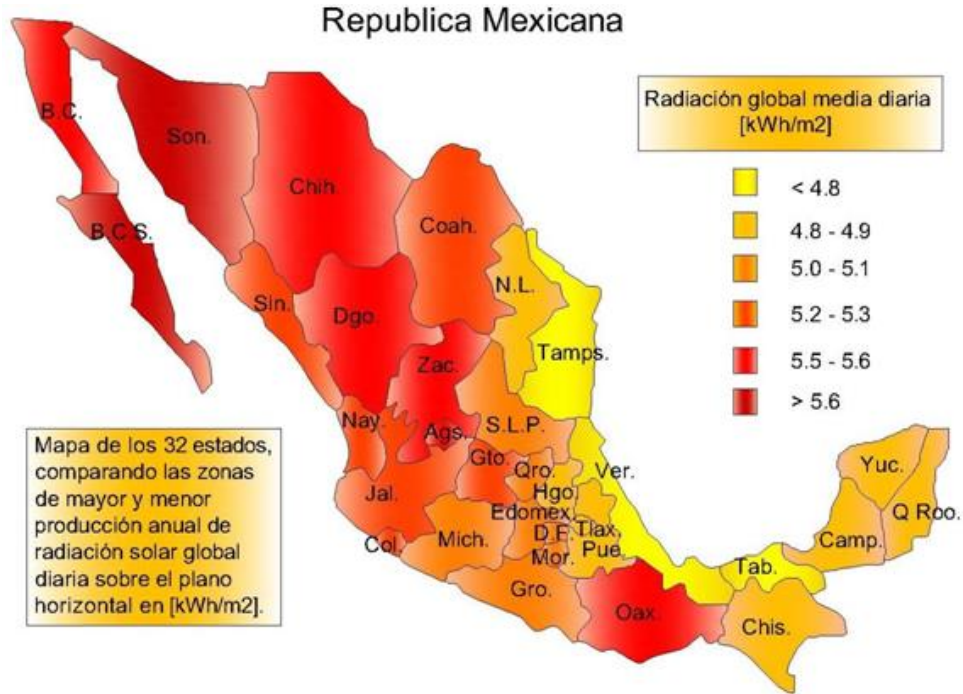 Republica Mexicana
Radiación global media diaria
[kWh/m2]
< 4.8
4.8 - 4.9
5.0 - 5.1
5.2 - 5.3
5.5 - 5.6
> 5.6
B.C.
Son.
B.C.S.
Chih.
Coah.
Sin.
Dgo.
N.L.
Zac.
Tamps.
Nay.
Ags.
S.L.P.
Jal.
Gto.
Qro.
Hgo.
Ver.
Edomex.
Col.
Mich.
D.F.
Tlax.
Mor.
Pue.
Gro.
Oax.
Tab.
Chis.
Camp.
Yuc.
Q Roo.
Mapa de los 32 estados,
comparando las zonas
de mayor y menor
producción anual de
radiación solar global
diaria sobre el plano
horizontal en [kWh/m2].